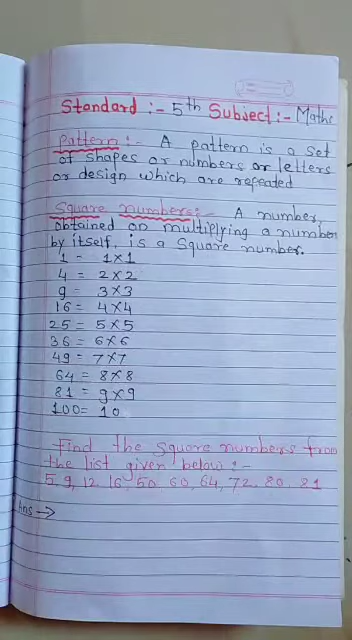 Standard :- 5th Subject :- Maths
Pattern :- A pattern is a set
of shapes or numbers or letters
or design which are repeated
Square numbers:- A number,
obtained on multiplying a number
by itself, is a square number.
1 = 1×1
4 = 2×2
9 = 3×3
16 = 4×4
25 = 5×5
36 = 6×6
49 = 7×7
64 = 8×8
81 = 9×9
100 = 10
Find the square numbers from
the list given below :-
5, 9, 12, 16, 50, 60, 64, 72, 80, 81
Ans →